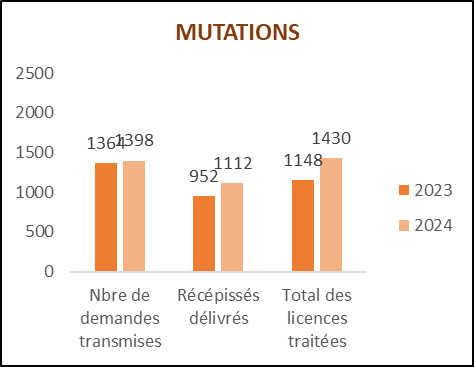 MUTATIONS
2500
2000
1500
1000
500
0
1364
1398
952
1112
1148
1430
Nbre de
demandes
transmises
Récépissés
délivrés
Total des
licences
traitées
2023
2024